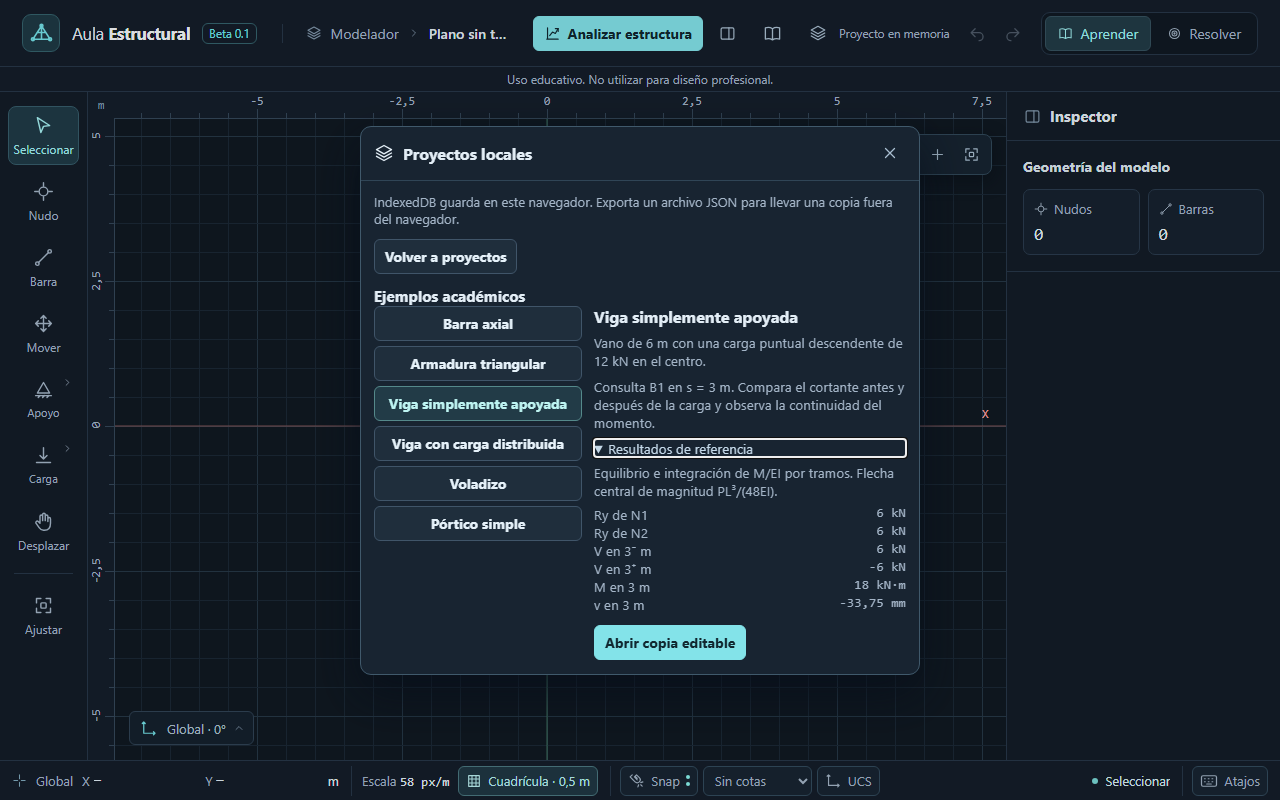 Aula Estructural
Beta 0.1
Modelador
Plano sin t...
Analizar estructura
Proyecto en memoria
Aprender
Resolver
Uso educativo. No utilizar para diseño profesional.
m
-5
-2,5
0
2,5
5
7,5
5
2,5
0
-2,5
-5
X
Seleccionar
Nudo
Barra
Mover
Apoyo
Carga
Desplazar
Ajustar
Proyectos locales
IndexedDB guarda en este navegador. Exporta un archivo JSON para llevar una copia fuera
del navegador.
Volver a proyectos
Ejemplos académicos
Barra axial
Armadura triangular
Viga simplemente apoyada
Viga con carga distribuida
Voladizo
Pórtico simple
Viga simplemente apoyada
Vano de 6 m con una carga puntual descendente de
12 kN en el centro.
Consulta B1 en s = 3 m. Compara el cortante antes y
después de la carga y observa la continuidad del
momento.
▼ Resultados de referencia
Equilibrio e integración de M/EI por tramos. Flecha
central de magnitud PL³/(48EI).
Ry de N1 6 kN
Ry de N2 6 kN
V en 3⁻ m 6 kN
V en 3⁺ m -6 kN
M en 3 m 18 kN·m
v en 3 m -33,75 mm
Abrir copia editable
Inspector
Geometría del modelo
Nudos
0
Barras
0
Global · 0°
Global X — Y — m
Escala 58 px/m
Cuadrícula · 0,5 m
Snap
Sin cotas
UCS
Seleccionar
Atajos